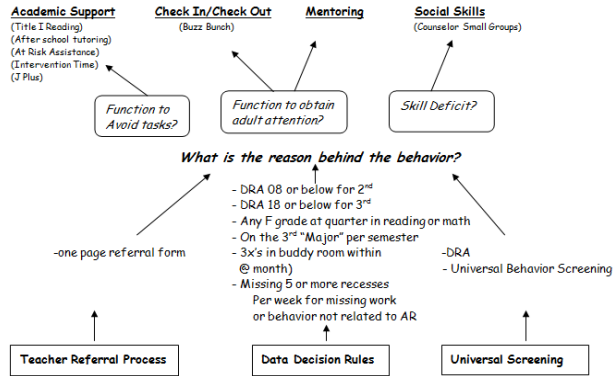 Academic Support
(Title I Reading)
(After school tutoring)
(At Risk Assistance)
(Intervention Time)
(J Plus)
Check In/Check Out
(Buzz Bunch)
Mentoring
Social Skills
(Counselor Small Groups)
Function to
Avoid tasks?
Function to obtain
adult attention?
Skill Deficit?
What is the reason behind the behavior?
-one page referral form
- DRA 08 or below for 2nd
- DRA 18 or below for 3rd
- Any F grade at quarter in reading or math
- On the 3rd "Major" per semester
- 3x's in buddy room within
@ month)
- Missing 5 or more recesses
Per week for missing work
or behavior not related to AR
-DRA
- Universal Behavior Screening
Teacher Referral Process
Data Decision Rules
Universal Screening